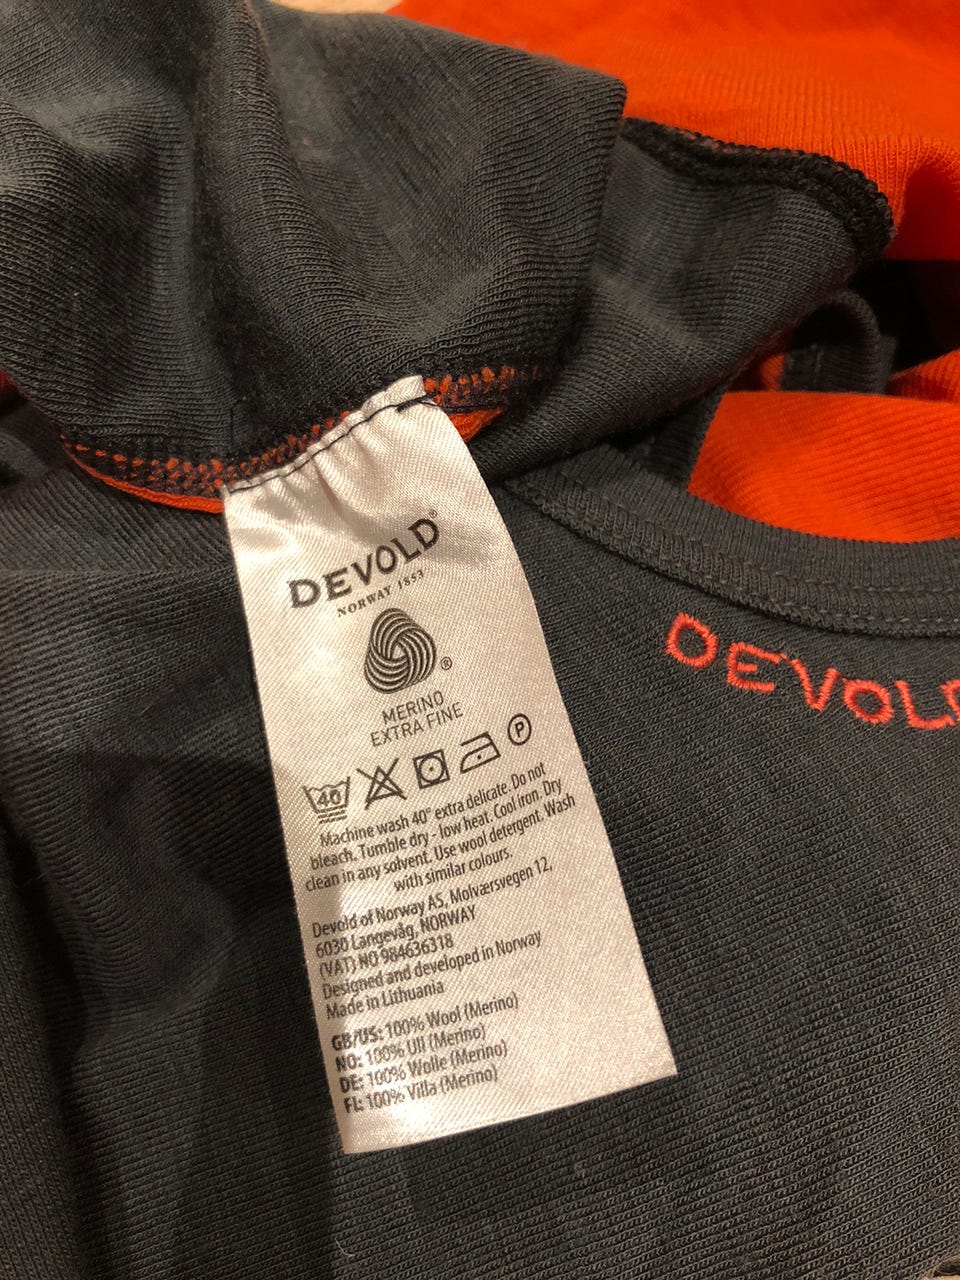 DEVOLD®
NORWAY 1853
®
MERINO
EXTRA FINE
40 P
Machine wash 40° extra delicate. Do not
bleach. Tumble dry - low heat. Cool iron. Dry
clean in any solvent. Use wool detergent. Wash
with similar colours.
Devold of Norway AS, Molværsvegen 12,
6030 Langevåg, NORWAY
(VAT) NO 984636318
Designed and developed in Norway
Made in Lithuania
GB/US: 100% Wool (Merino)
NO: 100% Ull (Merino)
DE: 100% Wolle (Merino)
FL: 100% Villa (Merino)
DEVOLD